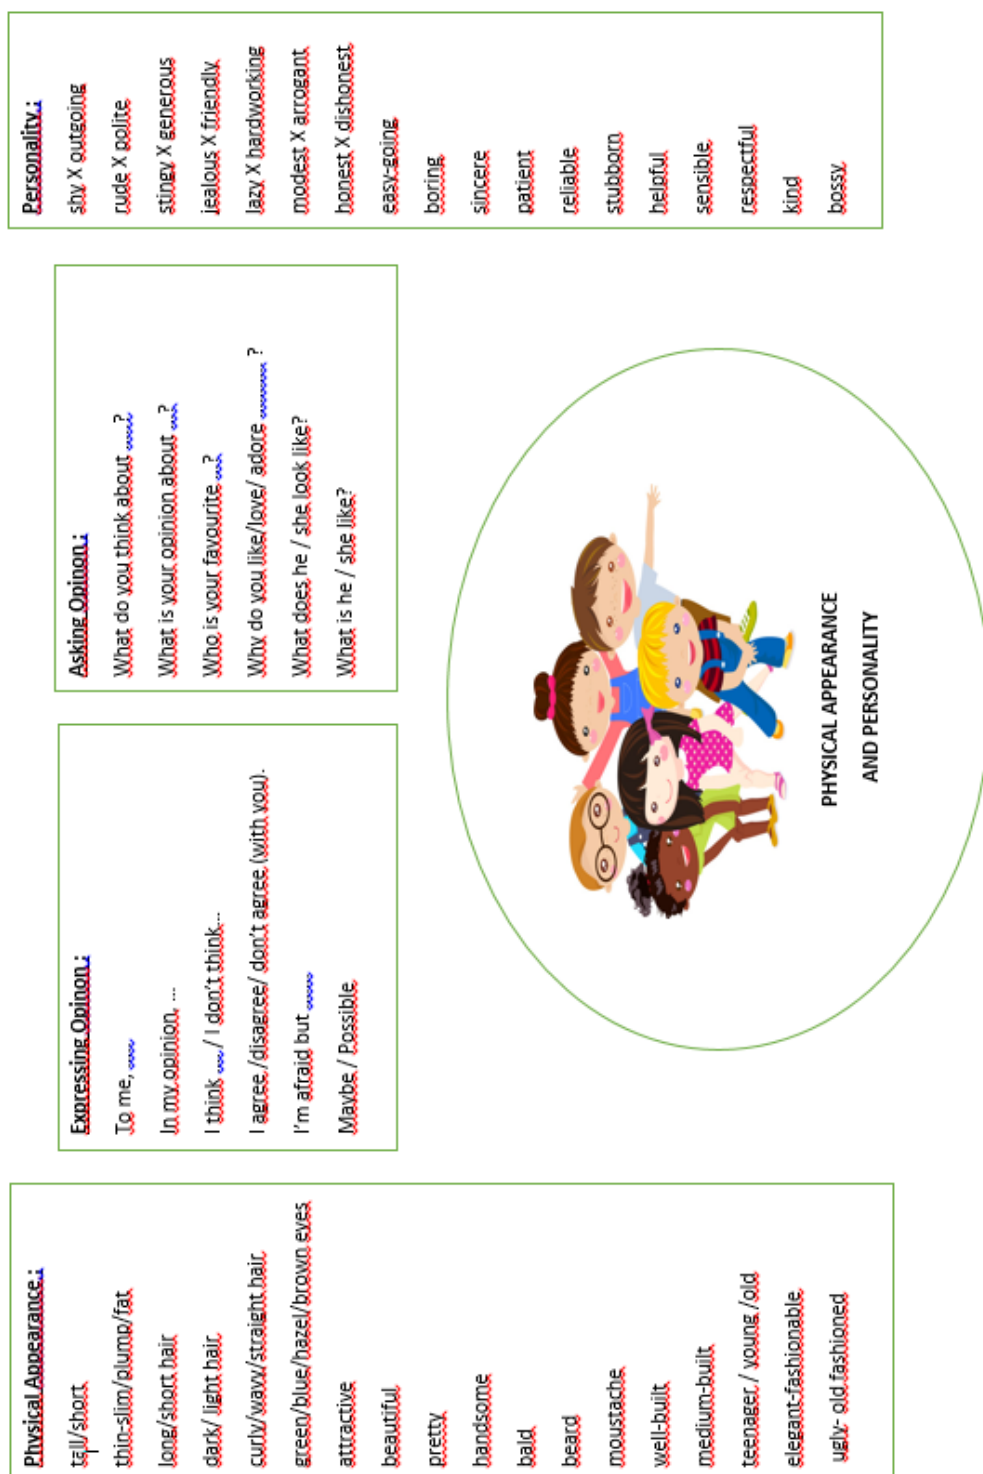 Physical Appearance :
tall/short
thin-slim/plump/fat
long/short hair
dark/ light hair
curly/wavy/straight hair
green/blue/hazel/brown eyes
attractive
beautiful
pretty
handsome
bald
beard
moustache
well-built
medium-built
teenager / young /old
elegant-fashionable
ugly- old fashioned
Expressing Opinon :
To me, ....
In my opinion, ...
I think .... / I don't think...
I agree /disagree/ don't agree (with you).
I'm afraid but ......
Maybe / Possible
Asking Opinon :
What do you think about ......?
What is your opinion about ....?
Who is your favourite ....?
Why do you like/love/ adore .......... ?
What does he / she look like?
What is he / she like?
Personality :
shy X outgoing
rude X polite
stingy X generous
jealous X friendly
lazy X hardworking
modest X arrogant
honest X dishonest
easy-going
boring
sincere
patient
reliable
stubborn
helpful
sensible
respectful
kind
bossy
PHYSICAL APPEARANCE
AND PERSONALITY